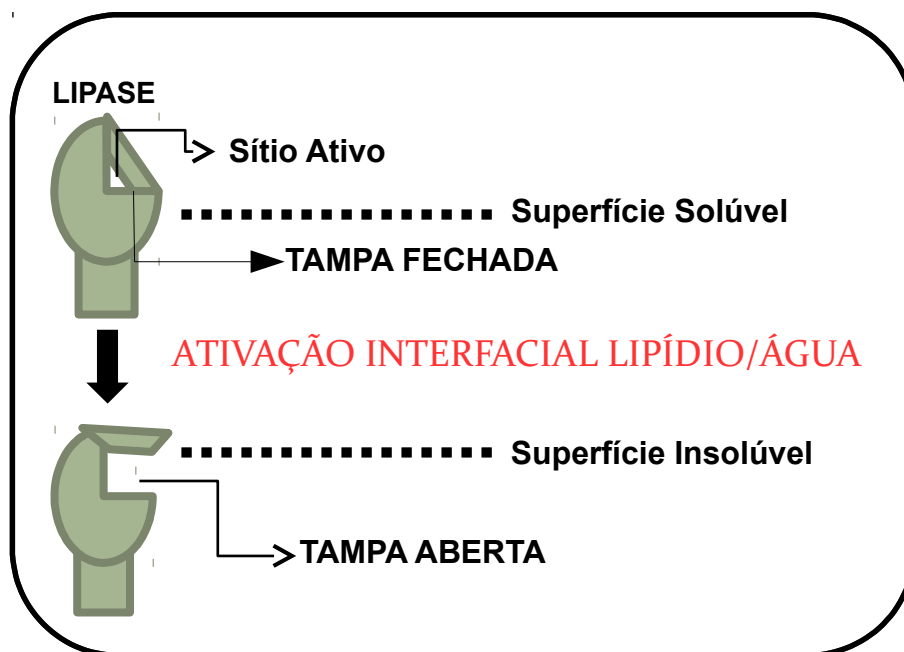 LIPASE
Sítio Ativo
Superfície Solúvel
TAMPA FECHADA
ATIVAÇÃO INTERFACIAL LIPÍDIO/ÁGUA
Superfície Insolúvel
TAMPA ABERTA